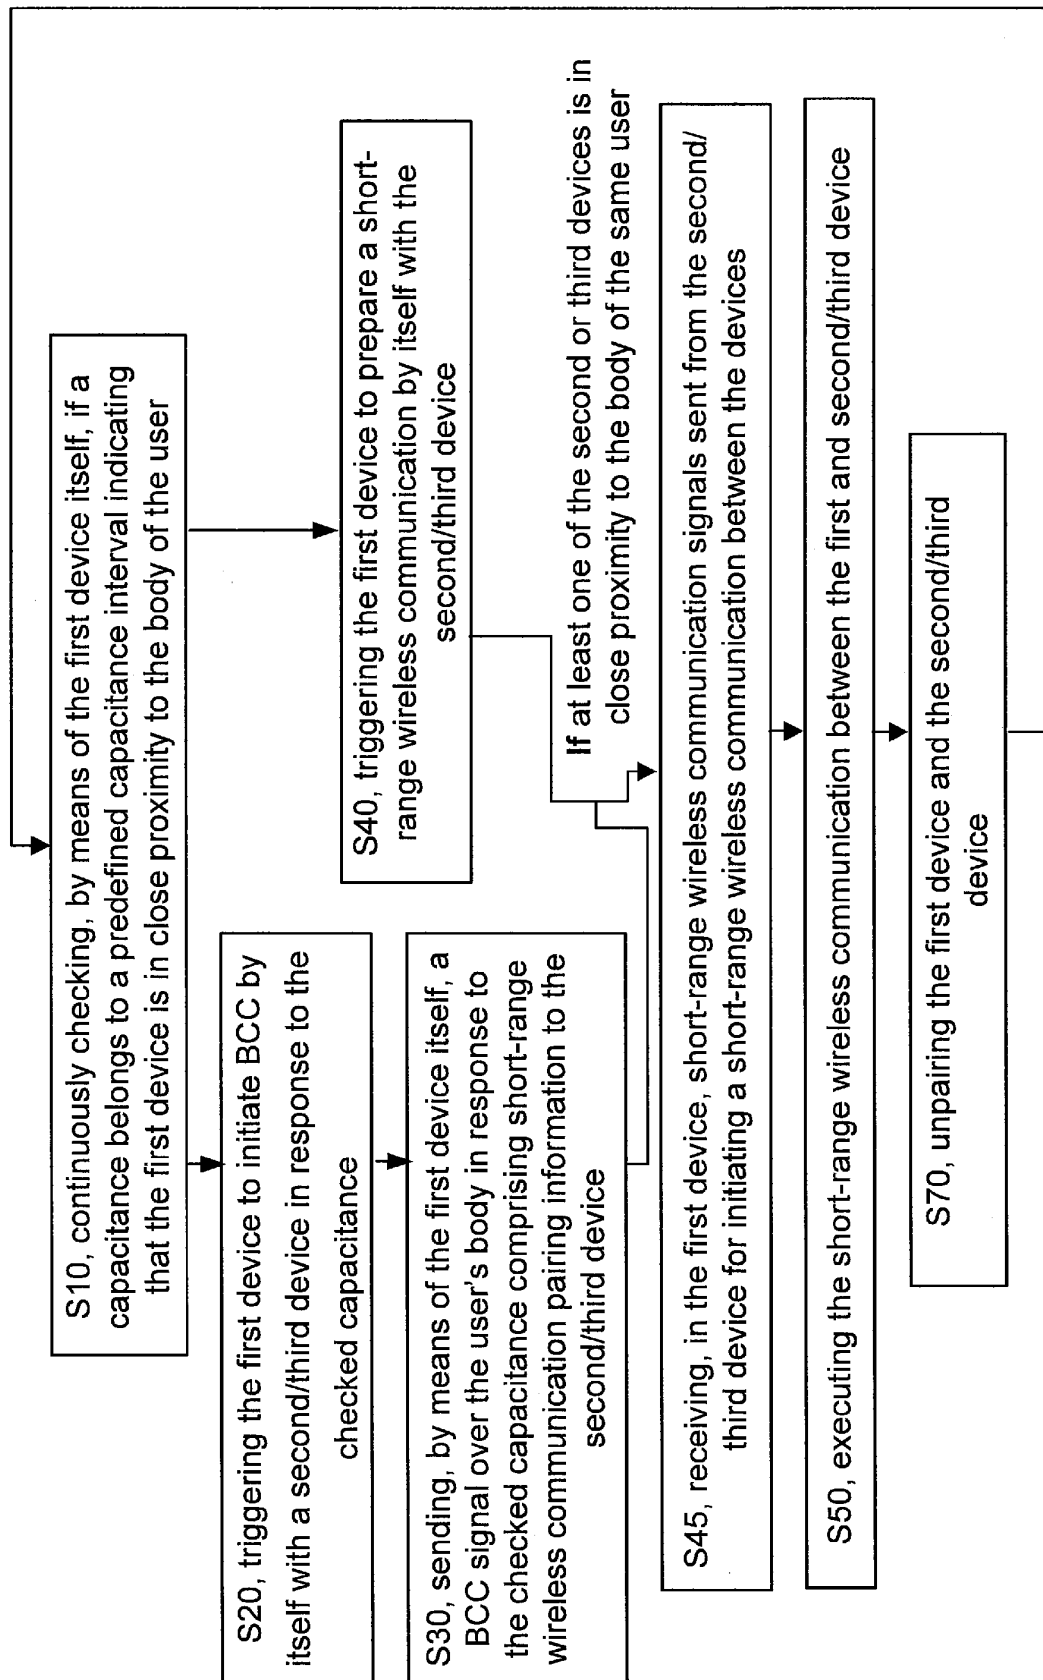 S10, continuously checking, by means of the first device itself, if a
capacitance belongs to a predefined capacitance interval indicating
that the first device is in close proximity to the body of the user
S20, triggering the first device to initiate BCC by
itself with a second/third device in response to the
checked capacitance
S30, sending, by means of the first device itself, a
BCC signal over the user's body in response to
the checked capacitance comprising short-range
wireless communication pairing information to the
second/third device
S40, triggering the first device to prepare a short-
range wireless communication by itself with the
second/third device
If at least one of the second or third devices is in
close proximity to the body of the same user
S45, receiving, in the first device, short-range wireless communication signals sent from the second/
third device for initiating a short-range wireless communication between the devices
S50, executing the short-range wireless communication between the first and second/third device
S70, unpairing the first device and the second/third
device